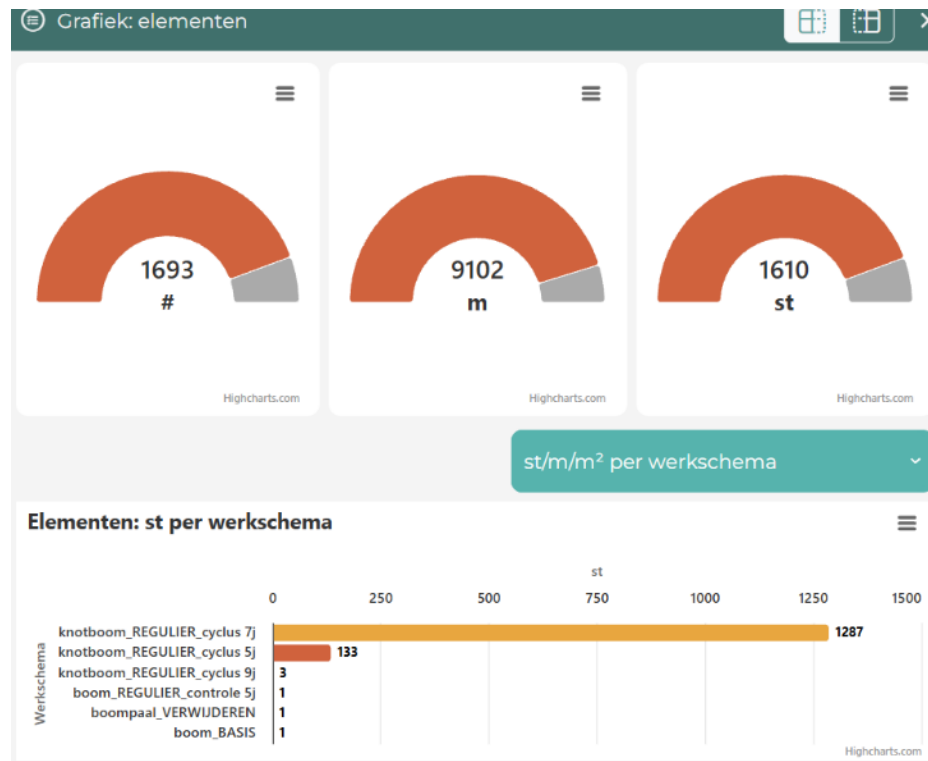 Grafiek: elementen
1693
#
Highcharts.com
9102
m
Highcharts.com
1610
st
Highcharts.com
st/m/m² per werkschema
Elementen: st per werkschema
st
0 250 500 750 1000 1250 1500
Werkschema
knotboom_REGULIER_cyclus 7j 1287
knotboom_REGULIER_cyclus 5j 133
knotboom_REGULIER_cyclus 9j 3
boom_REGULIER_controle 5j 1
boompaal_VERWIJDEREN 1
boom_BASIS 1
Highcharts.com